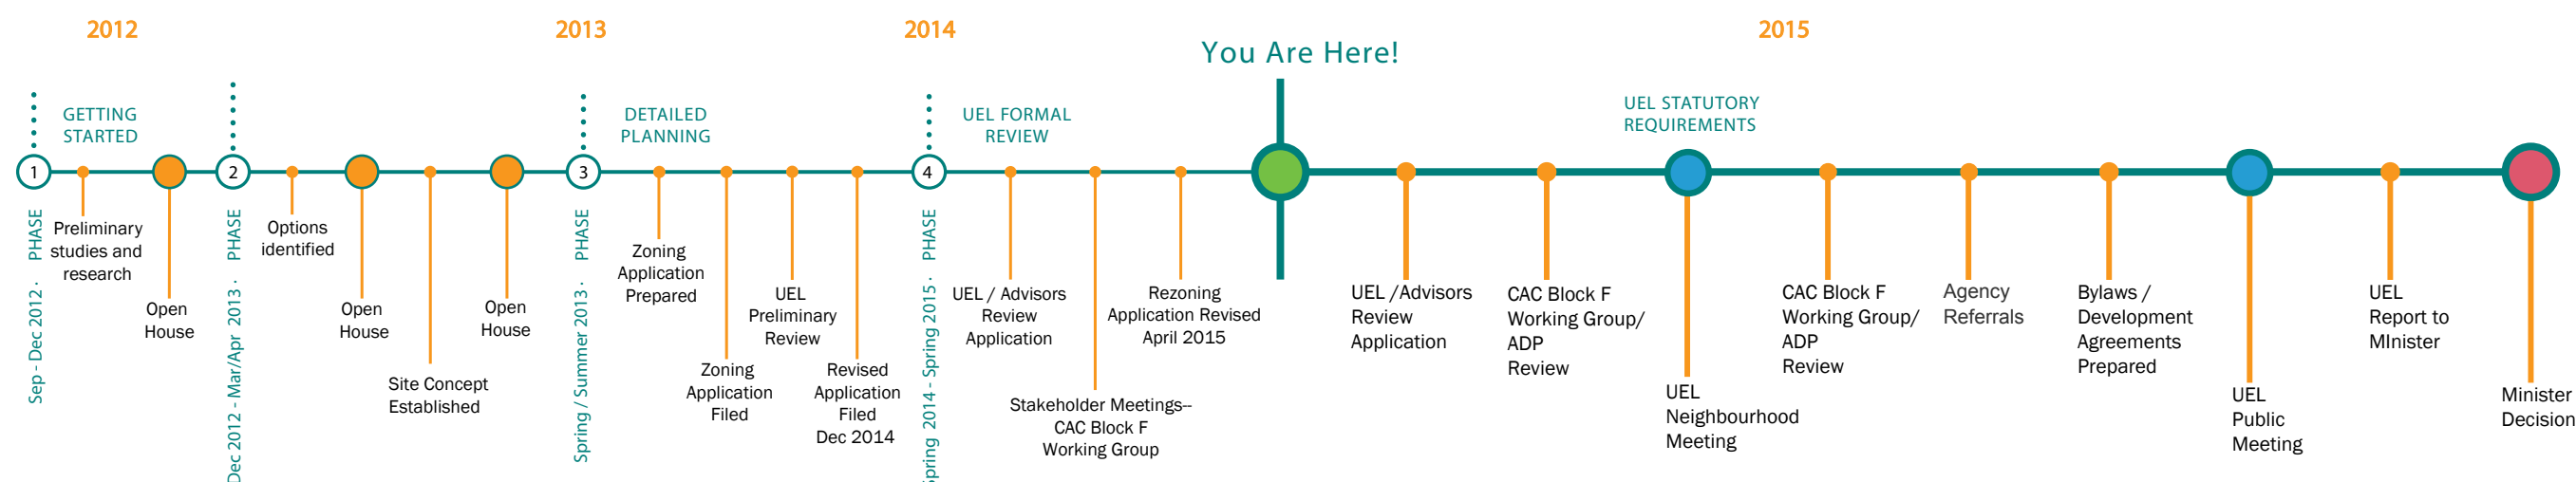 2012
2013
2014
2015
You Are Here!
GETTING
STARTED
DETAILED
PLANNING
UEL FORMAL
REVIEW
UEL STATUTORY
REQUIREMENTS
1
2
3
4
Sep - Dec 2012 · PHASE
Preliminary
studies and
research
Open
House
Dec 2012 - Mar/Apr 2013 · PHASE
Options
identified
Open
House
Site Concept
Established
Open
House
Spring / Summer 2013 · PHASE
Zoning
Application
Prepared
Zoning
Application
Filed
UEL
Preliminary
Review
Revised
Application
Filed
Dec 2014
Spring 2014 - Spring 2015 · PHASE
UEL / Advisors
Review
Application
Stakeholder Meetings--
CAC Block F
Working Group
Rezoning
Application Revised
April 2015
UEL /Advisors
Review
Application
CAC Block F
Working Group/
ADP
Review
UEL
Neighbourhood
Meeting
CAC Block F
Working Group/
ADP
Review
Agency
Referrals
Bylaws /
Development
Agreements
Prepared
UEL
Public
Meeting
UEL
Report to
MInister
Minister
Decision